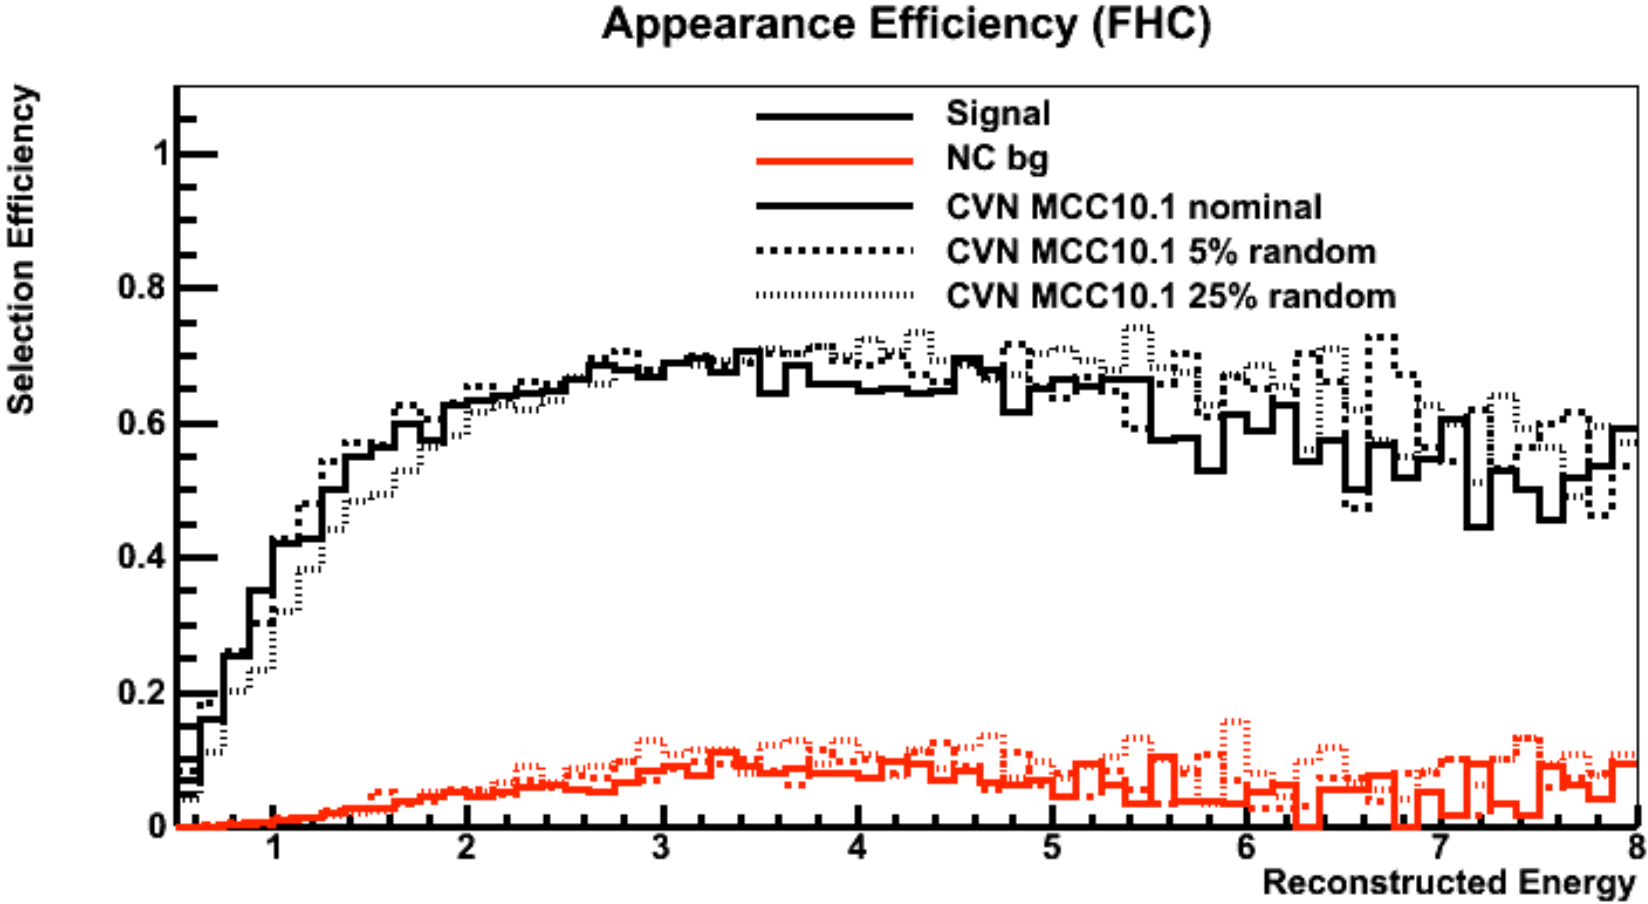 Appearance Efficiency (FHC)
Selection Efficiency
Signal
NC bg
CVN MCC10.1 nominal
CVN MCC10.1 5% random
CVN MCC10.1 25% random
1
0.8
0.6
0.4
0.2
0
1 2 3 4 5 6 7 8
Reconstructed Energy